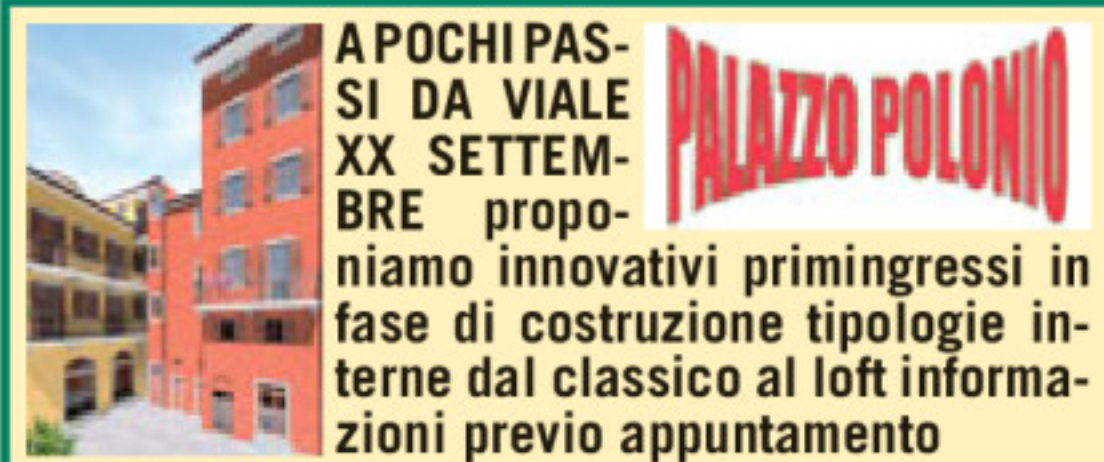 A POCHI PAS-
SI DA VIALE
XX SETTEM-
BRE propo-
niamo innovativi primingressi in
fase di costruzione tipologie in-
terne dal classico al loft informa-
zioni previo appuntamento
PALAZZO POLONIO